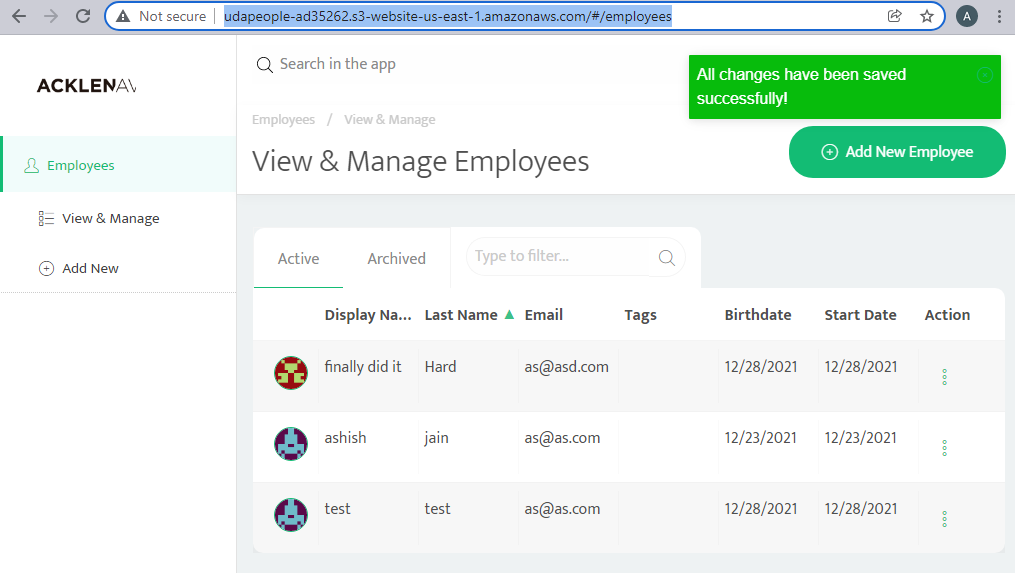 Not secure | udapeople-ad35262.s3-website-us-east-1.amazonaws.com/#/employees
A
ACKLENAV
Search in the app
All changes have been saved
successfully!
Employees / View & Manage
View & Manage Employees
Add New Employee
Employees
View & Manage
Add New
Active Archived Type to filter...
Display Na... Last Name Email Tags Birthdate Start Date Action
finally did it Hard as@asd.com 12/28/2021 12/28/2021
ashish jain as@as.com 12/23/2021 12/23/2021
test test as@as.com 12/28/2021 12/28/2021